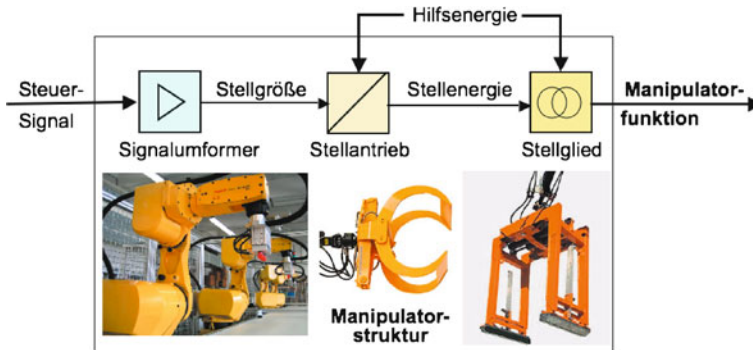 Hilfsenergie
Steuer-
Signal
Stellgröße
Stellenergie
Manipulator-
funktion
Signalumformer
Stellantrieb
Stellglied
Manipulator-
struktur